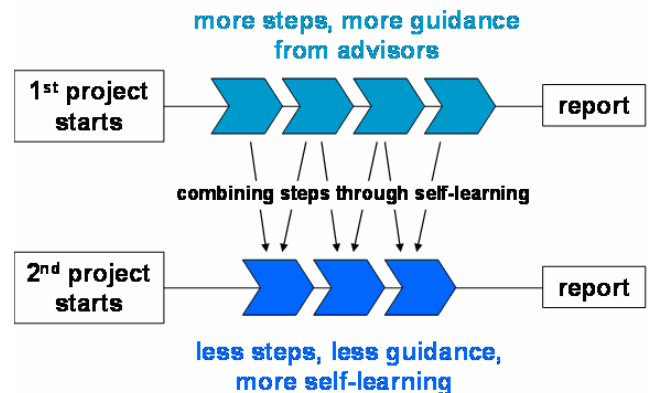 more steps, more guidance
from advisors
1st project
starts
report
combining steps through self-learning
2nd project
starts
report
less steps, less guidance,
more self-learning